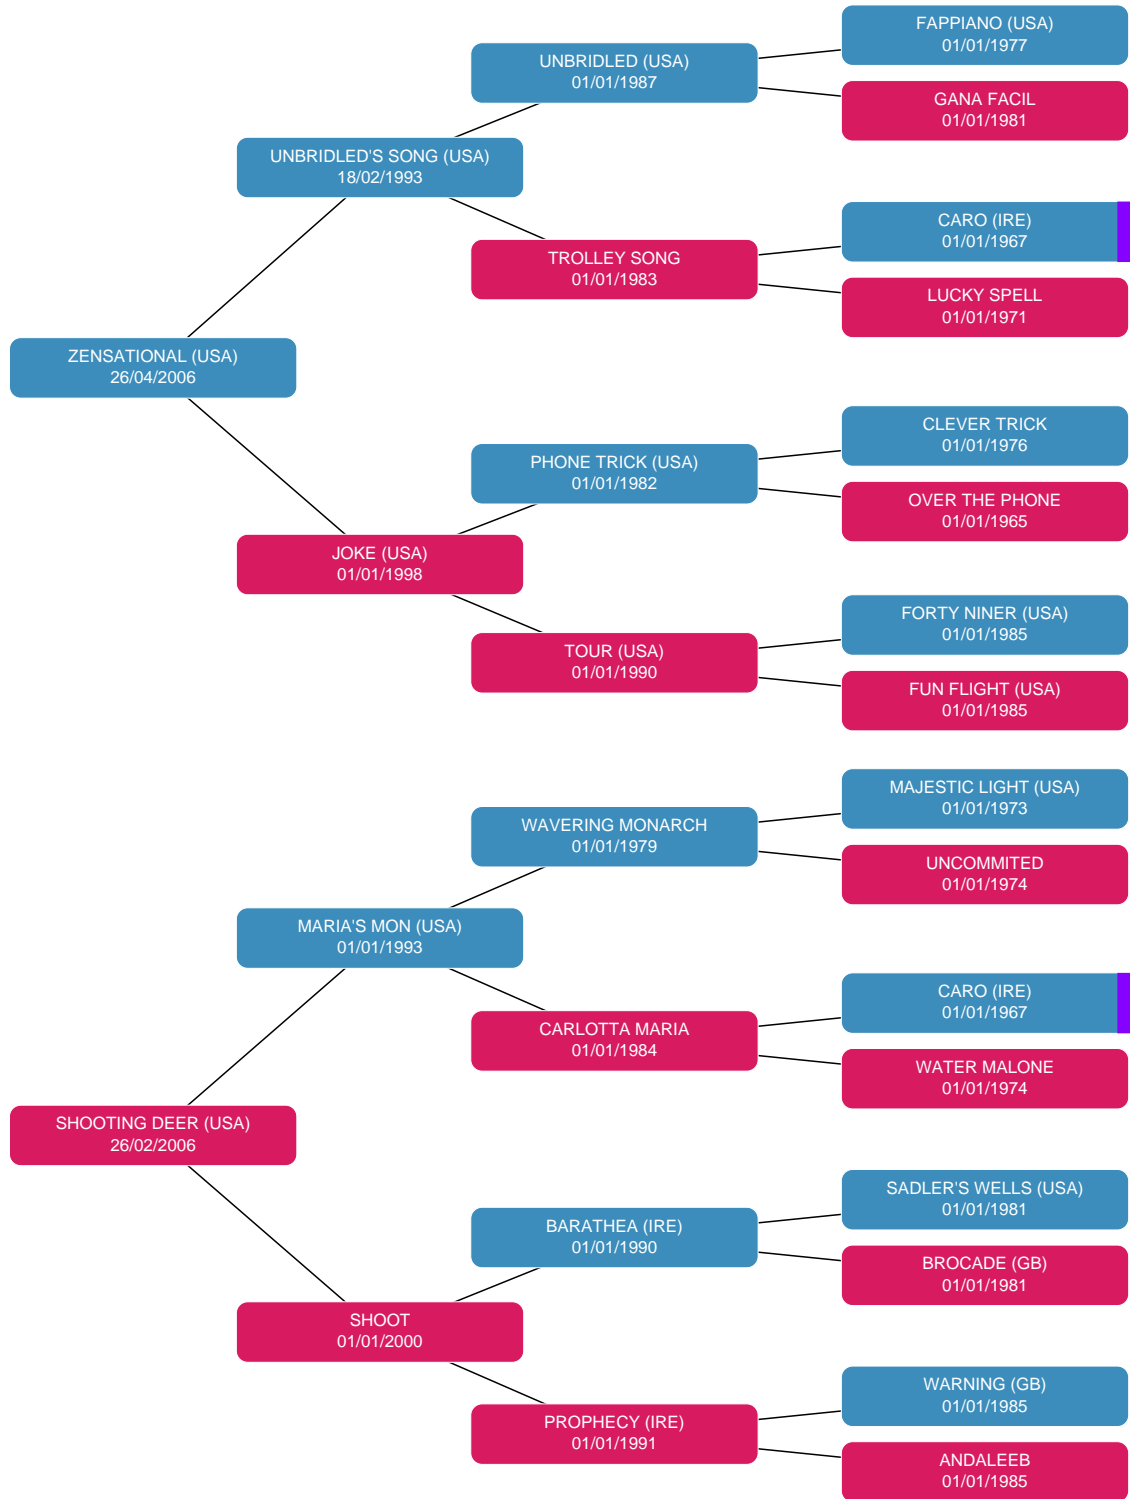 FAPPIANO (USA)
01/01/1977
UNBRIDLED (USA)
01/01/1987
GANA FACIL
01/01/1981
UNBRIDLED'S SONG (USA)
18/02/1993
CARO (IRE)
01/01/1967
TROLLEY SONG
01/01/1983
LUCKY SPELL
01/01/1971
ZENSATIONAL (USA)
26/04/2006
CLEVER TRICK
01/01/1976
PHONE TRICK (USA)
01/01/1982
OVER THE PHONE
01/01/1965
JOKE (USA)
01/01/1998
FORTY NINER (USA)
01/01/1985
TOUR (USA)
01/01/1990
FUN FLIGHT (USA)
01/01/1985
MAJESTIC LIGHT (USA)
01/01/1973
WAVERING MONARCH
01/01/1979
UNCOMMITED
01/01/1974
MARIA'S MON (USA)
01/01/1993
CARO (IRE)
01/01/1967
CARLOTTA MARIA
01/01/1984
WATER MALONE
01/01/1974
SHOOTING DEER (USA)
26/02/2006
SADLER'S WELLS (USA)
01/01/1981
BARATHEA (IRE)
01/01/1990
BROCADE (GB)
01/01/1981
SHOOT
01/01/2000
WARNING (GB)
01/01/1985
PROPHECY (IRE)
01/01/1991
ANDALEEB
01/01/1985